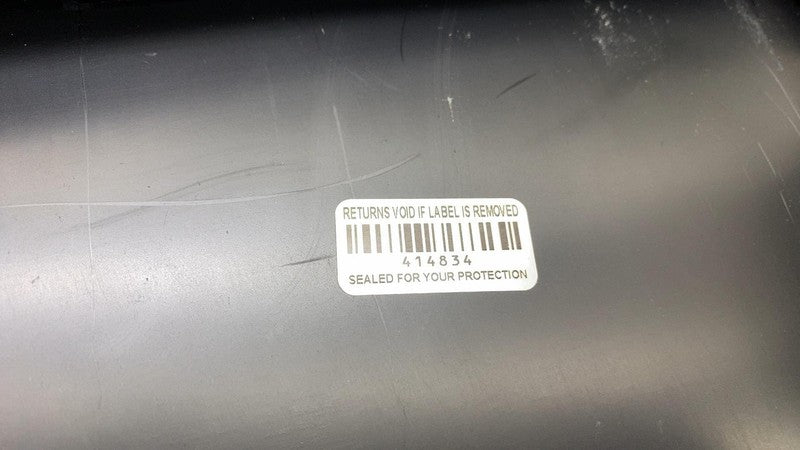 RETURNS VOID IF LABEL IS REMOVED
414834
SEALED FOR YOUR PROTECTION